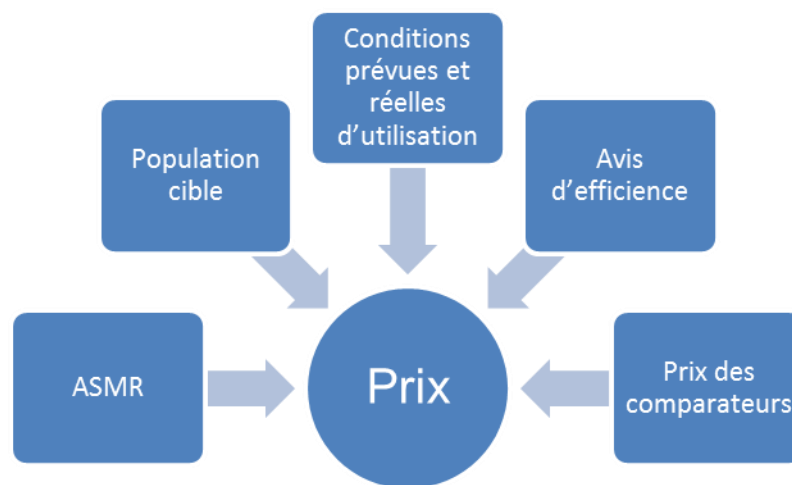 Conditions
prévues et
réelles
d’utilisation
Population
cible
Avis
d’efficience
ASMR
Prix
Prix des
comparateurs